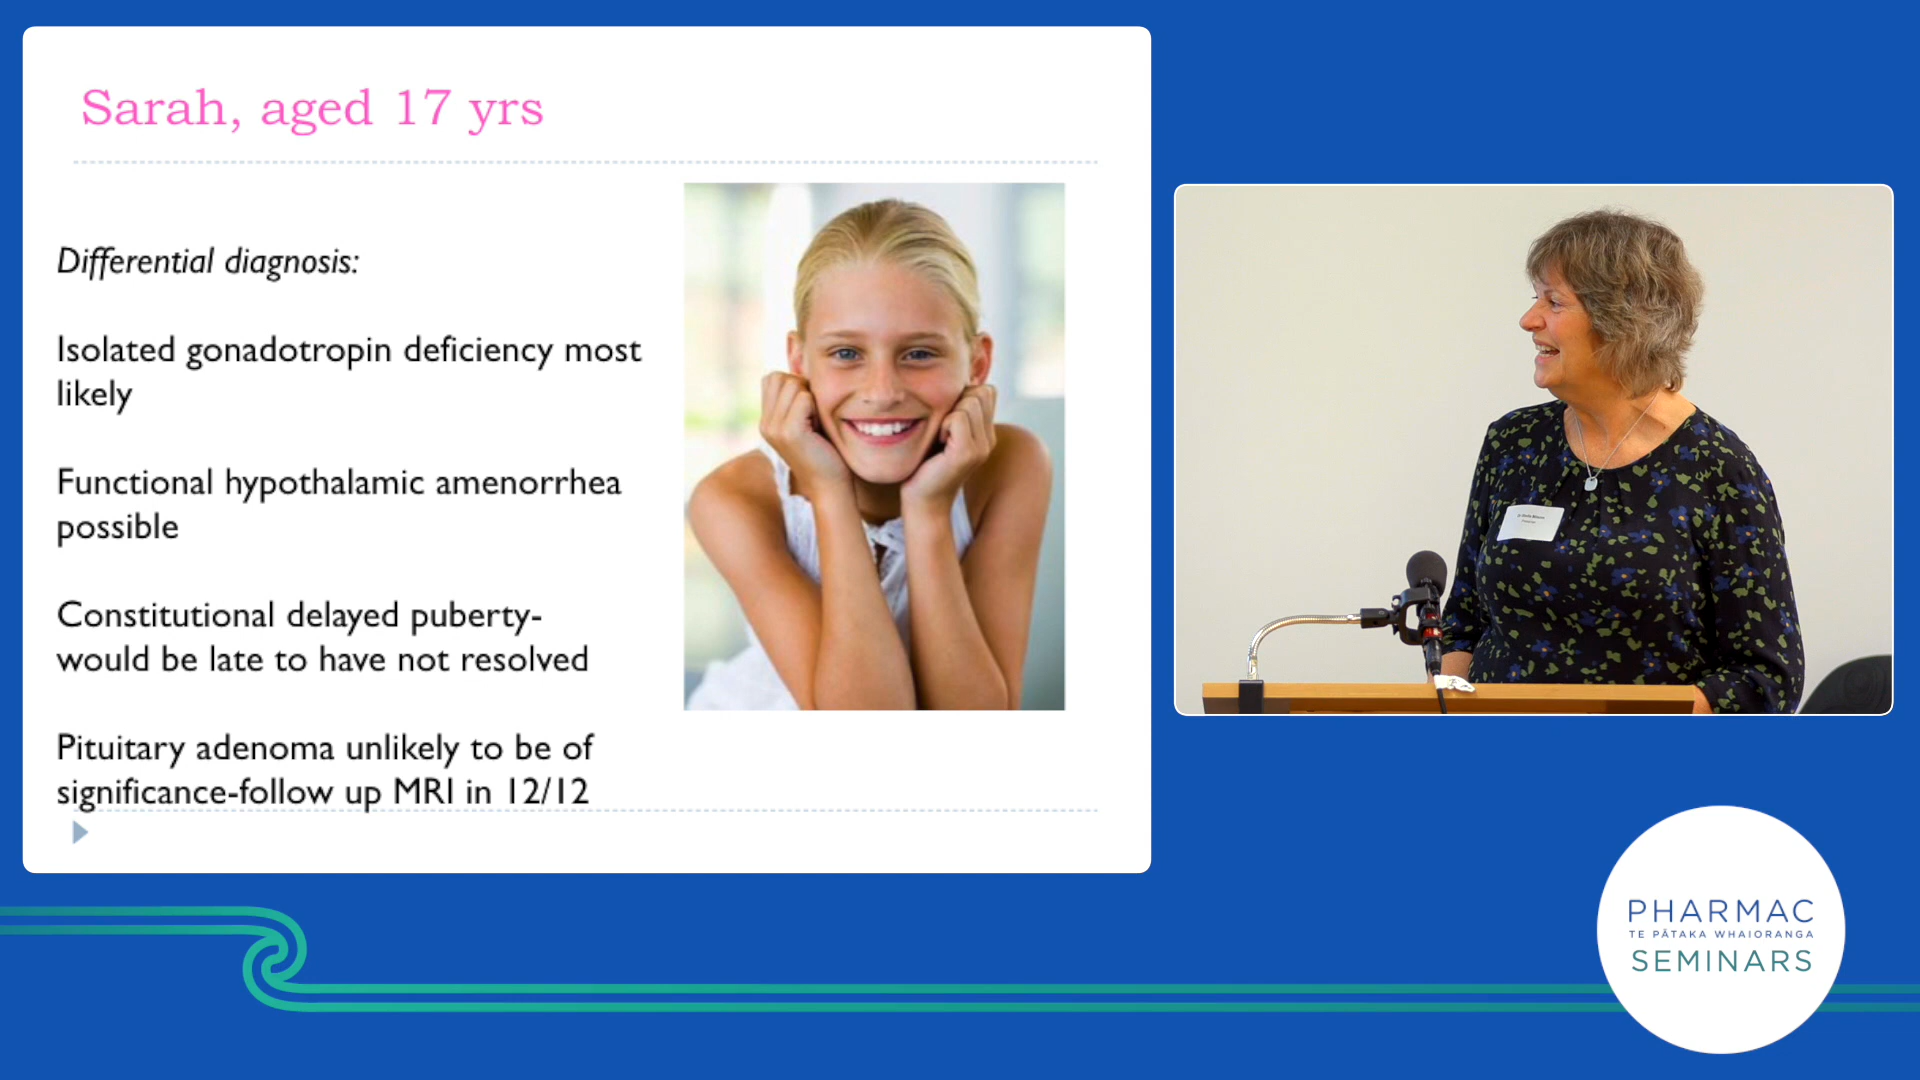 Sarah, aged 17 yrs
Differential diagnosis:
Isolated gonadotropin deficiency most
likely
Functional hypothalamic amenorrhea
possible
Constitutional delayed puberty-
would be late to have not resolved
Pituitary adenoma unlikely to be of
significance-follow up MRI in 12/12
PHARMAC
TE PĀTAKA WHAIORANGA
SEMINARS